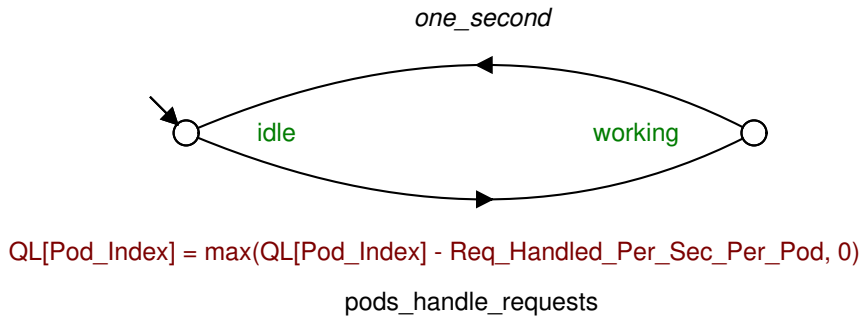 one_second
idle
working
QL[Pod_Index] = max(QL[Pod_Index] - Req_Handled_Per_Sec_Per_Pod, 0)
pods_handle_requests